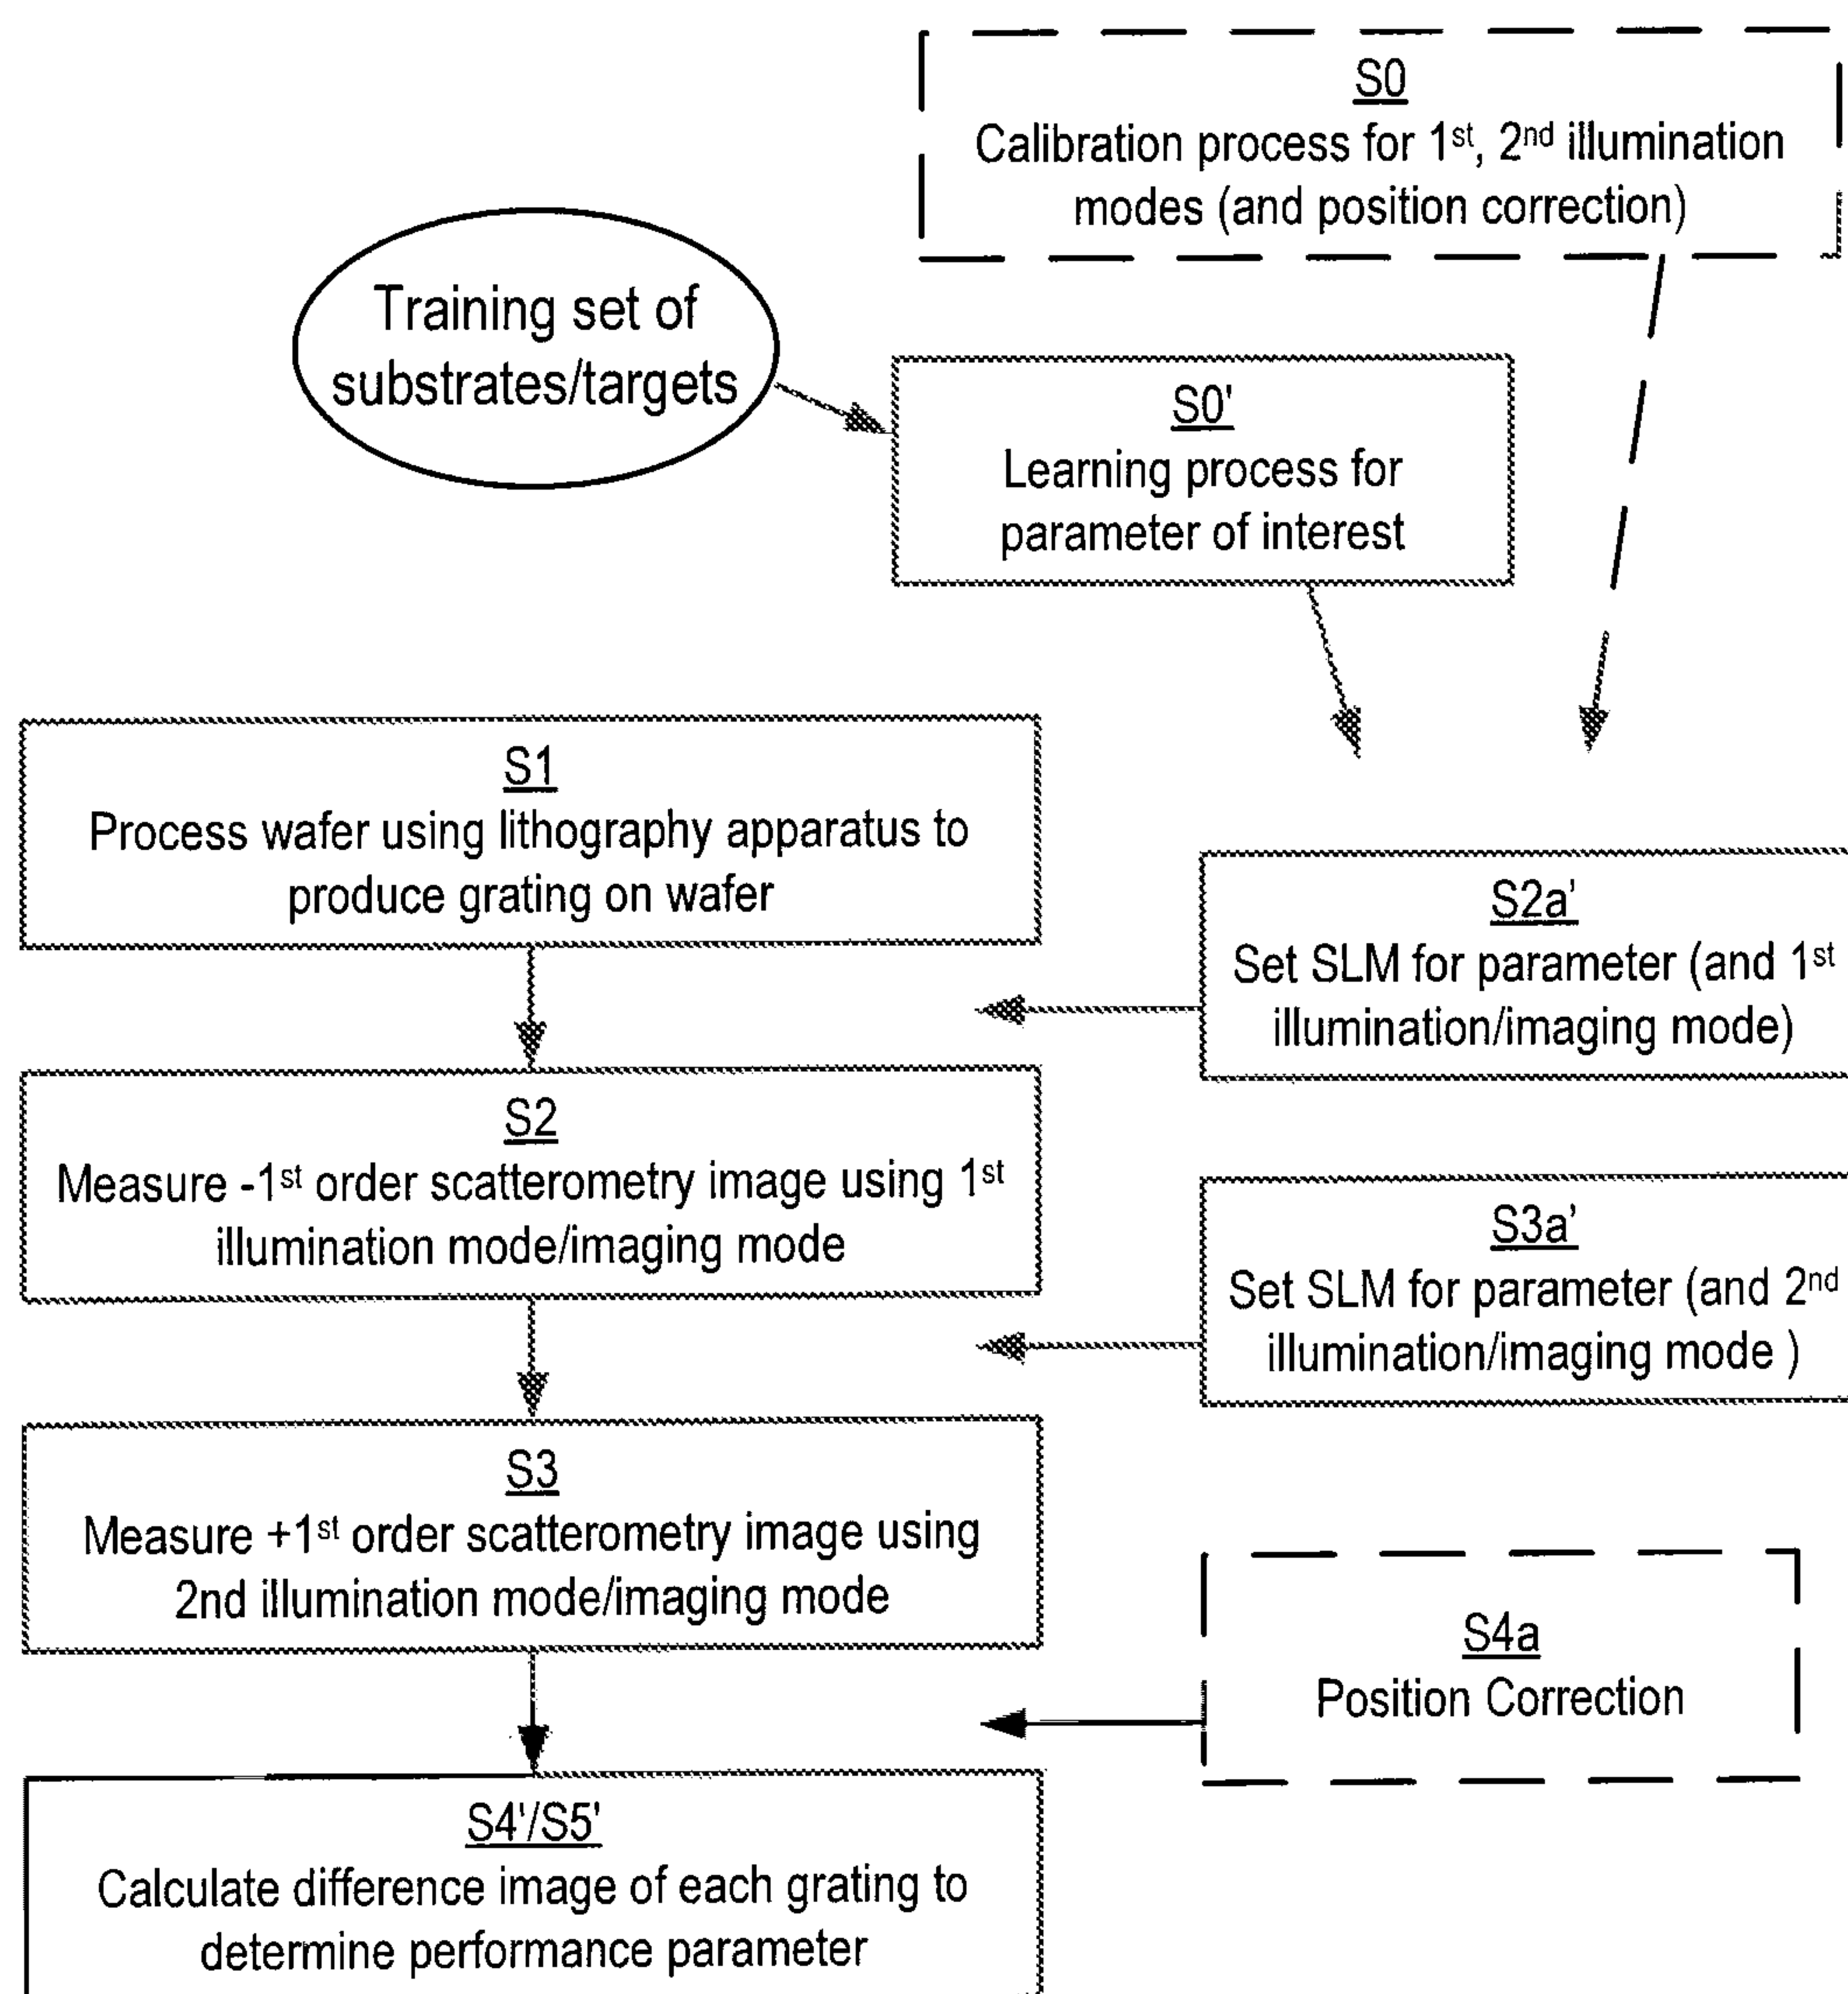 S0
Calibration process for 1st, 2nd illumination
modes (and position correction)
Training set of
substrates/targets
S0'
Learning process for
parameter of interest
S1
Process wafer using lithography apparatus to
produce grating on wafer
S2a'
Set SLM for parameter (and 1st
illumination/imaging mode)
S2
Measure -1st order scatterometry image using 1st
illumination mode/imaging mode
S3a'
Set SLM for parameter (and 2nd
illumination/imaging mode )
S3
Measure +1st order scatterometry image using
2nd illumination mode/imaging mode
S4a
Position Correction
S4'/S5'
Calculate difference image of each grating to
determine performance parameter